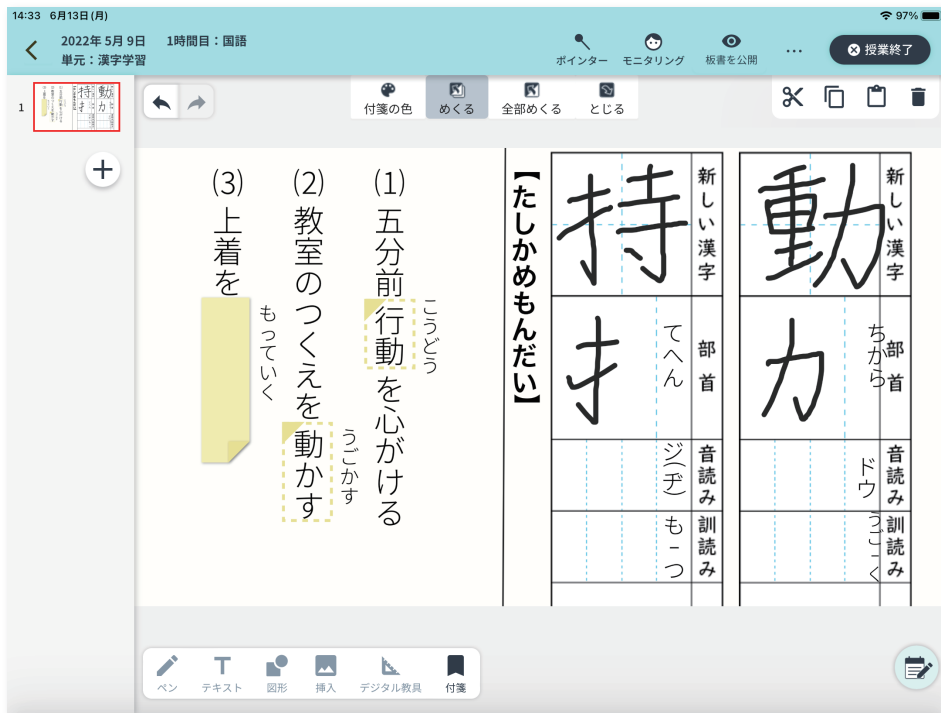 14:33 6月13日(月)
97%
2022年 5月 9日 1時間目：国語
単元：漢字学習
ポインター
モニタリング
板書を公開
…
授業終了
1
付箋の色
めくる
全部めくる
とじる
新しい漢字
動
部首
ちから
力
音読み
ドウ
訓読み
うご-く
新しい漢字
持
部首
てへん
扌
音読み
ジ(ヂ)
訓読み
も-つ
【たしかめもんだい】
(1) 五分前行動を心がける
こうどう
(2) 教室のつくえを動かす
うごかす
(3) 上着を
もっていく
ペン
テキスト
図形
挿入
デジタル教具
付箋